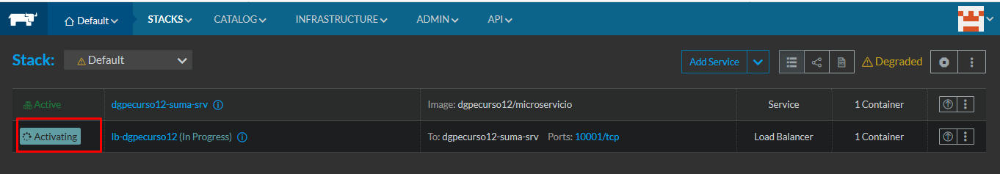 Default STACKS CATALOG INFRASTRUCTURE ADMIN API
Stack: Default Add Service Degraded
Active dgpecurso12-suma-srv Image: dgpecurso12/microservicio Service 1 Container
Activating lb-dgpecurso12 (In Progress) To: dgpecurso12-suma-srv Ports: 10001/tcp Load Balancer 1 Container